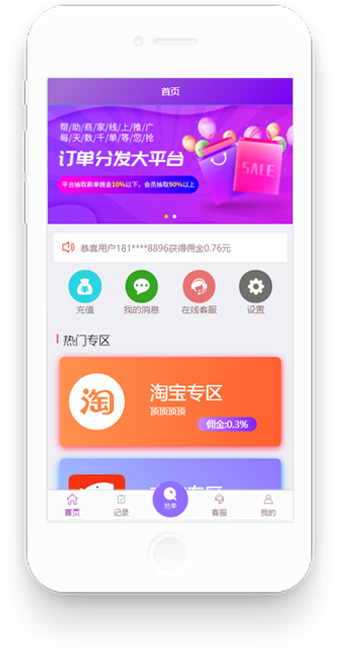 首页
帮/助/商/家/线/上/推/广
每/天/数/千/单/等/您/抢
订单分发大平台
SALE
平台抽取刷单佣金10%以下，会员抽取90%以上
恭喜用户181****8896获得佣金0.76元
充值
我的消息
在线客服
设置
热门专区
淘
淘宝专区
顶顶顶顶
佣金:0.3%
首页
记录
抢单
客服
我的